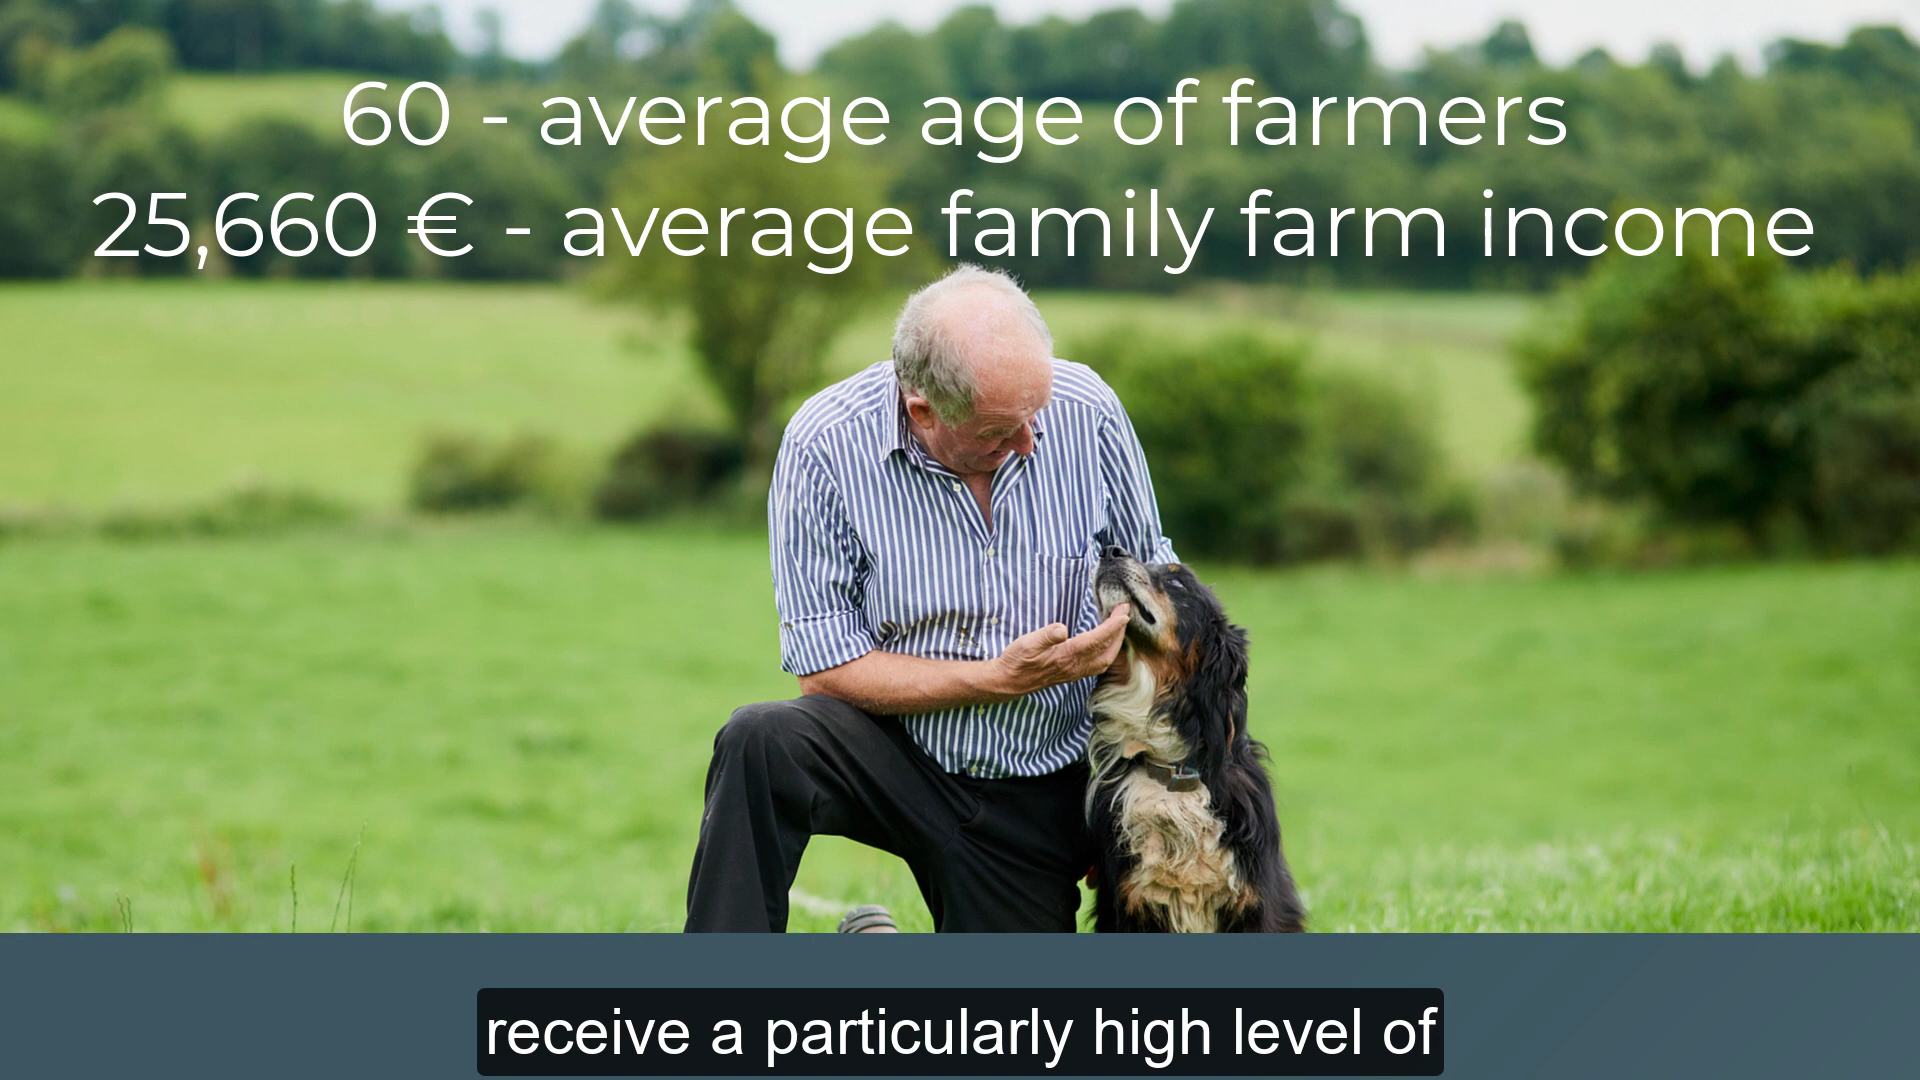 60 - average age of farmers
25,660 € - average family farm income
receive a particularly high level of